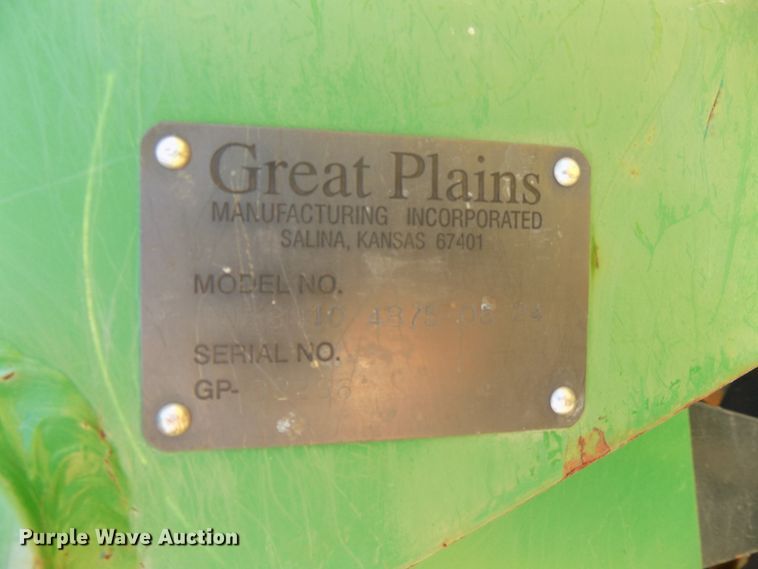 Great Plains
MANUFACTURING INCORPORATED
SALINA, KANSAS 67401
MODEL NO.
SERIAL NO.
GP-
Purple Wave Auction